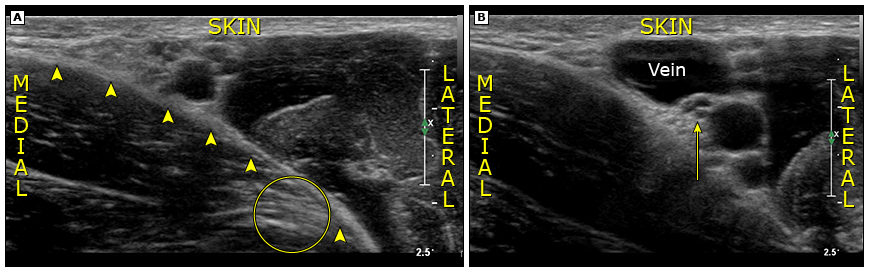 A
SKIN
MEDIAL
LATERAL
x
2.5
B
SKIN
Vein
MEDIAL
LATERAL
x
2.5